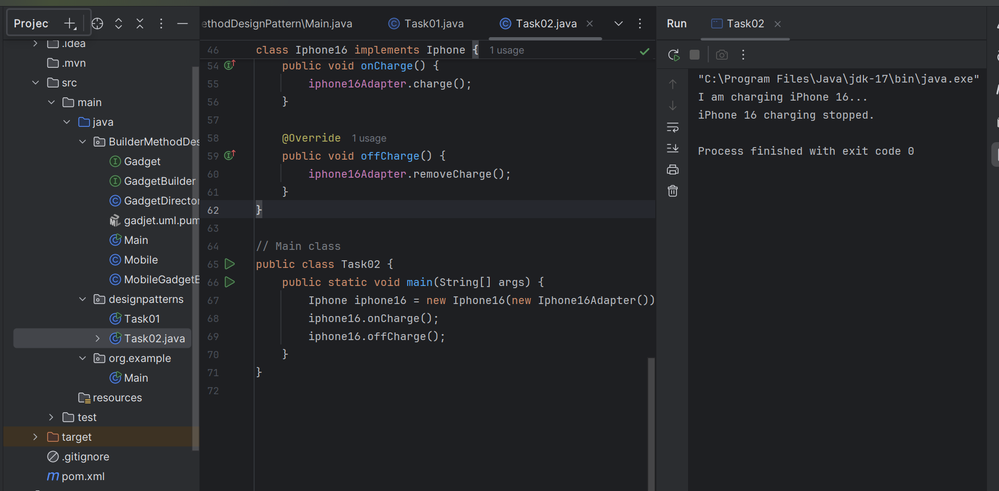 Projec
.idea
.mvn
src
main
java
BuilderMethodDes
Gadget
GadgetBuilder
GadgetDirector
gadjet.uml.pum
Main
Mobile
MobileGadgetB
designpatterns
Task01
Task02.java
org.example
Main
resources
test
target
.gitignore
pom.xml
ethodDesignPattern\Main.java
Task01.java
Task02.java
46 class Iphone16 implements Iphone { 1 usage
54 public void onCharge() {
55 iphone16Adapter.charge();
56 }
57
58 @Override 1 usage
59 public void offCharge() {
60 iphone16Adapter.removeCharge();
61 }
62 }
63
64 // Main class
65 public class Task02 {
66 public static void main(String[] args) {
67 Iphone iphone16 = new Iphone16(new Iphone16Adapter())
68 iphone16.onCharge();
69 iphone16.offCharge();
70 }
71 }
72
Run
Task02
"C:\Program Files\Java\jdk-17\bin\java.exe"
I am charging iPhone 16...
iPhone 16 charging stopped.
Process finished with exit code 0